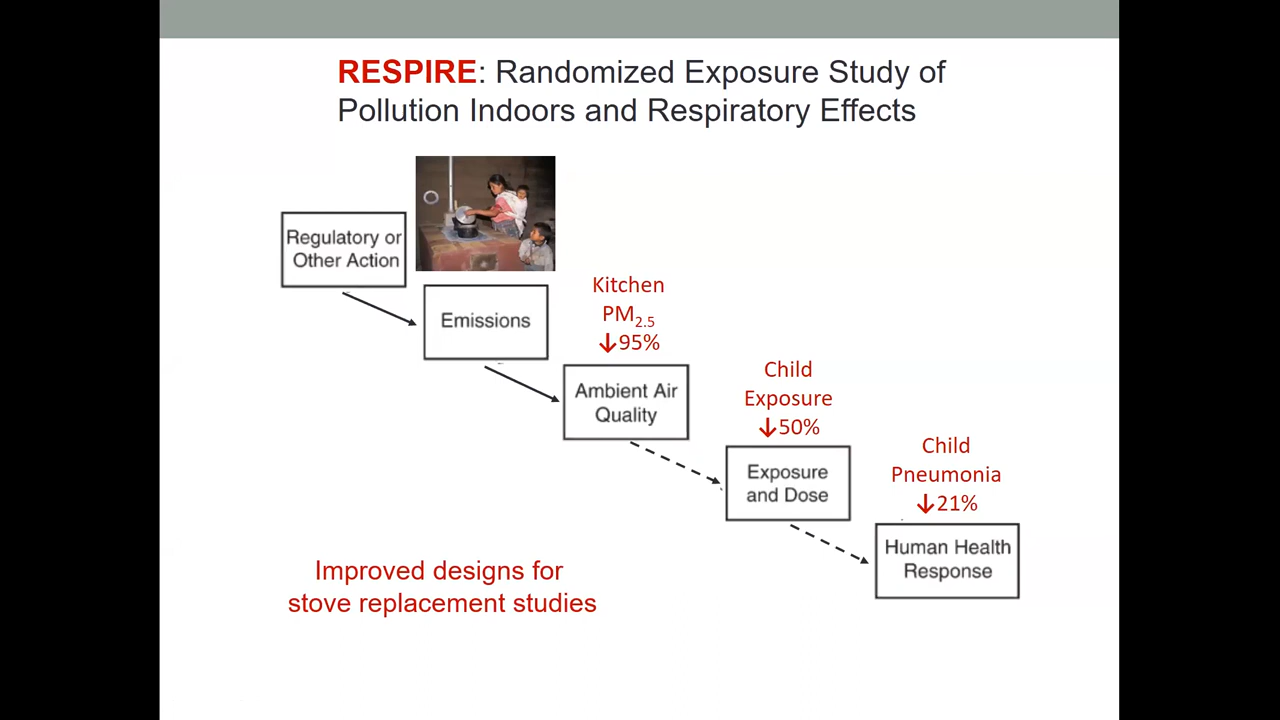 RESPIRE: Randomized Exposure Study of
Pollution Indoors and Respiratory Effects
Regulatory or
Other Action
Emissions
Kitchen
PM2.5
↓95%
Ambient Air
Quality
Child
Exposure
↓50%
Exposure
and Dose
Child
Pneumonia
↓21%
Human Health
Response
Improved designs for
stove replacement studies